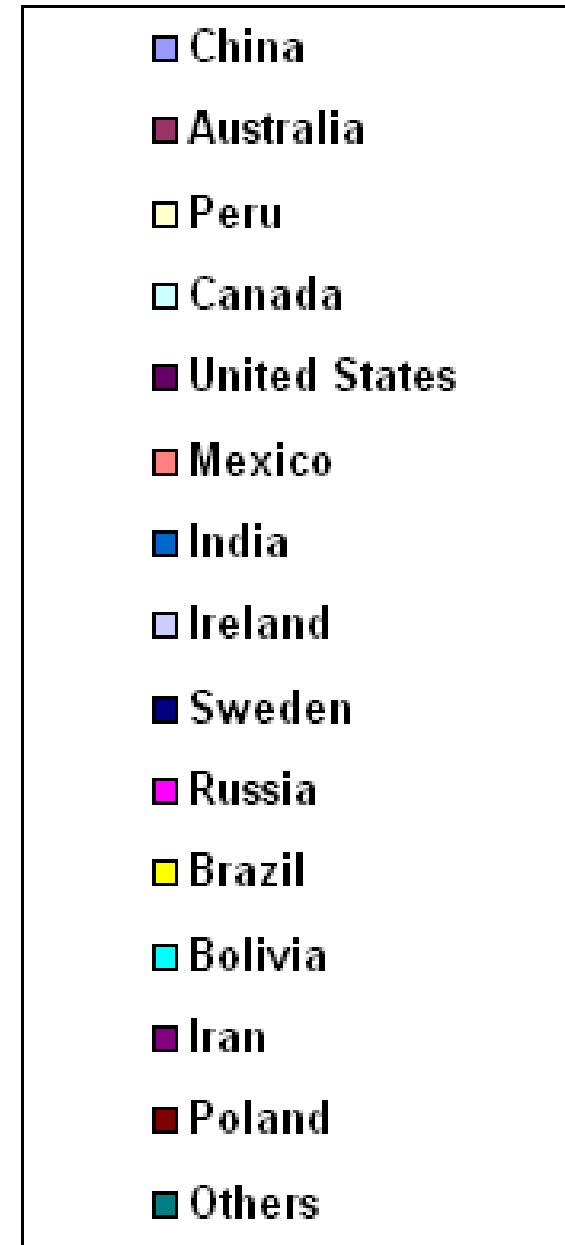 China
Australia
Peru
Canada
United States
Mexico
India
Ireland
Sweden
Russia
Brazil
Bolivia
Iran
Poland
Others